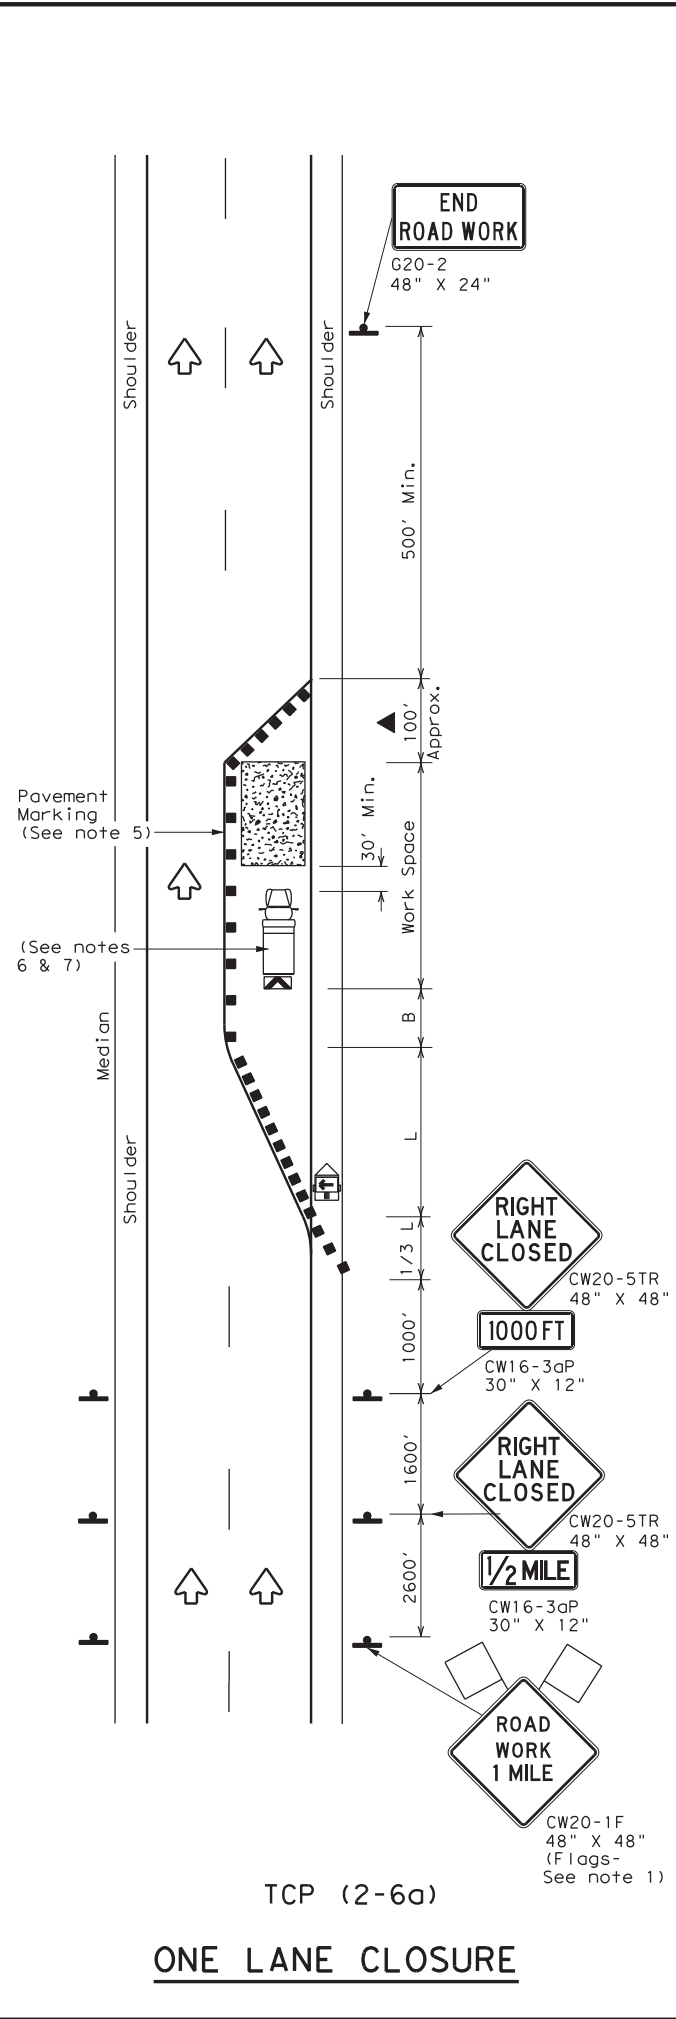 END
ROAD WORK
G20-2
48" X 24"
Shoulder
Shoulder
500' Min.
100'
Approx.
30' Min.
Pavement
Marking
(See note 5)
Work Space
(See notes
6 & 7)
B
Median
L
Shoulder
RIGHT
LANE
CLOSED
1/3 L
CW20-5TR
48" X 48"
1000 FT
1000'
CW16-3aP
30" X 12"
RIGHT
LANE
CLOSED
1600'
CW20-5TR
48" X 48"
1/2 MILE
2600'
CW16-3aP
30" X 12"
ROAD
WORK
1 MILE
CW20-1F
48" X 48"
(Flags-
See note 1)
TCP (2-6a)
ONE LANE CLOSURE